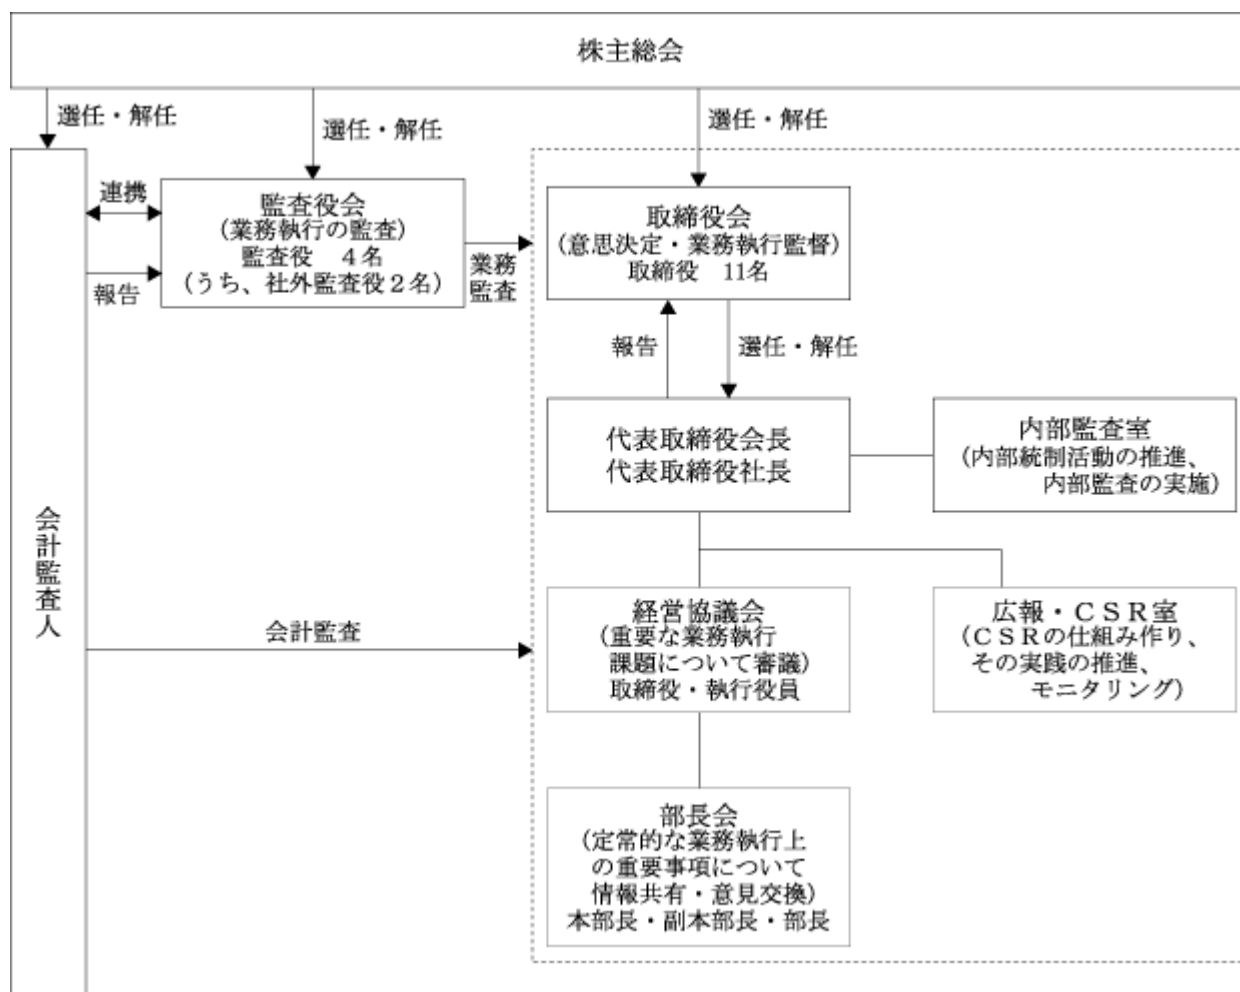 株主総会
選任・解任
選任・解任
選任・解任
連携
報告
監査役会
(業務執行の監査)
監査役　４名
(うち、社外監査役２名)
業務
監査
取締役会
(意思決定・業務執行監督)
取締役　11名
報告
選任・解任
代表取締役会長
代表取締役社長
内部監査室
(内部統制活動の推進、
内部監査の実施)
会計監査人
会計監査
経営協議会
(重要な業務執行
課題について審議)
取締役・執行役員
広報・ＣＳＲ室
(ＣＳＲの仕組み作り、
その実践の推進、
モニタリング)
部長会
(定常的な業務執行上
の重要事項について
情報共有・意見交換)
本部長・副本部長・部長